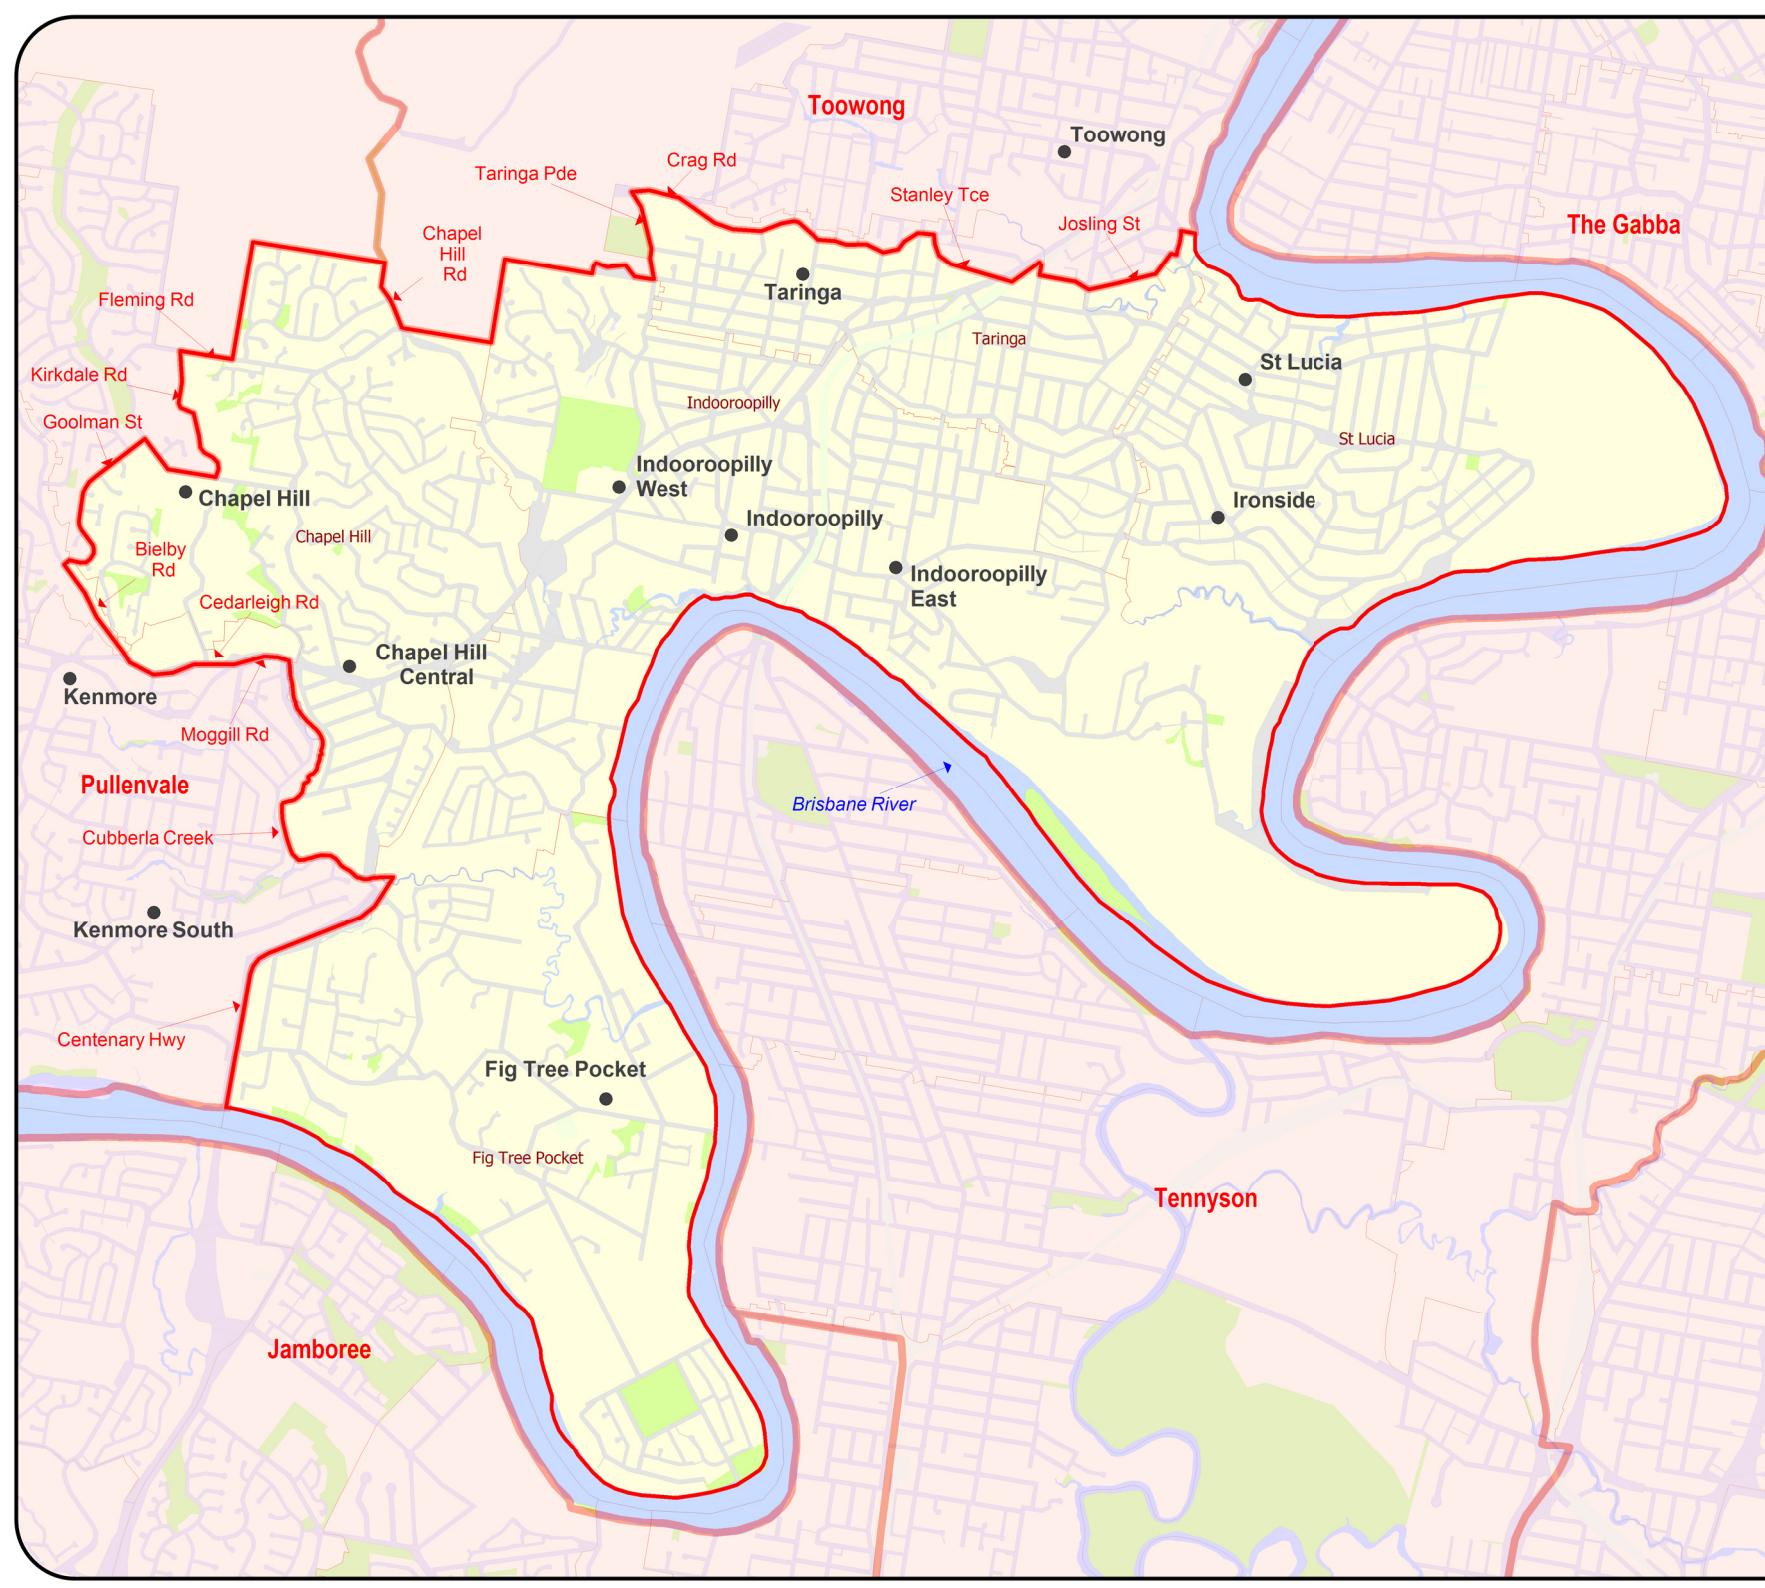 Toowong
Toowong
Crag Rd
Taringa Pde
Stanley Tce
Josling St
The Gabba
Chapel
Hill
Rd
Fleming Rd
Taringa
Taringa
St Lucia
Kirkdale Rd
Indooroopilly
Goolman St
St Lucia
Indooroopilly
West
Chapel Hill
Ironside
Indooroopilly
Chapel Hill
Bielby
Rd
Indooroopilly
East
Cedarleigh Rd
Chapel Hill
Central
Kenmore
Moggill Rd
Pullenvale
Brisbane River
Cubberla Creek
Kenmore South
Centenary Hwy
Fig Tree Pocket
Fig Tree Pocket
Tennyson
Jamboree